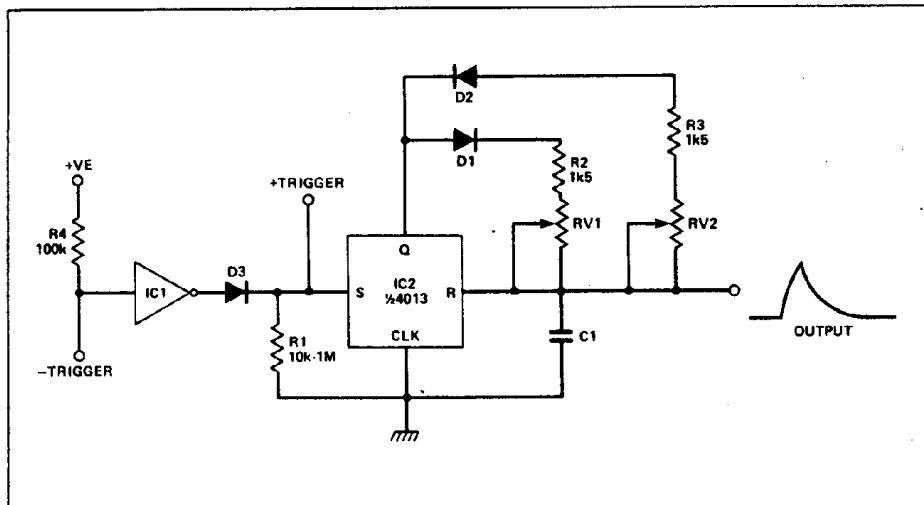 D2
R3
1k5
D1
R2
1k5
+VE
+TRIGGER
R4
100k
RV1
RV2
Q
D3
IC1
S
IC2
½4013
R
R1
10k-1M
CLK
C1
OUTPUT
–TRIGGER